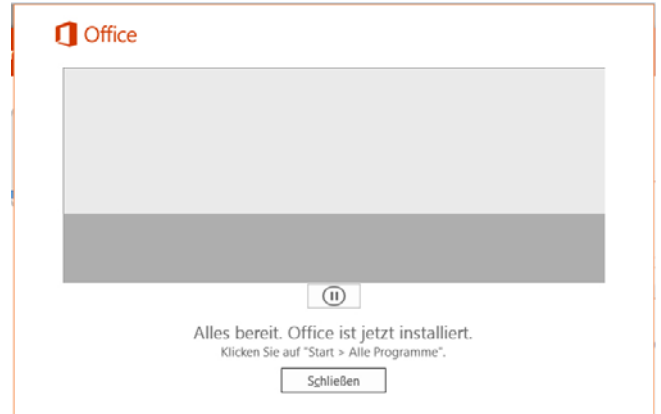 Office
Alles bereit. Office ist jetzt installiert.
Klicken Sie auf "Start > Alle Programme".
Schließen